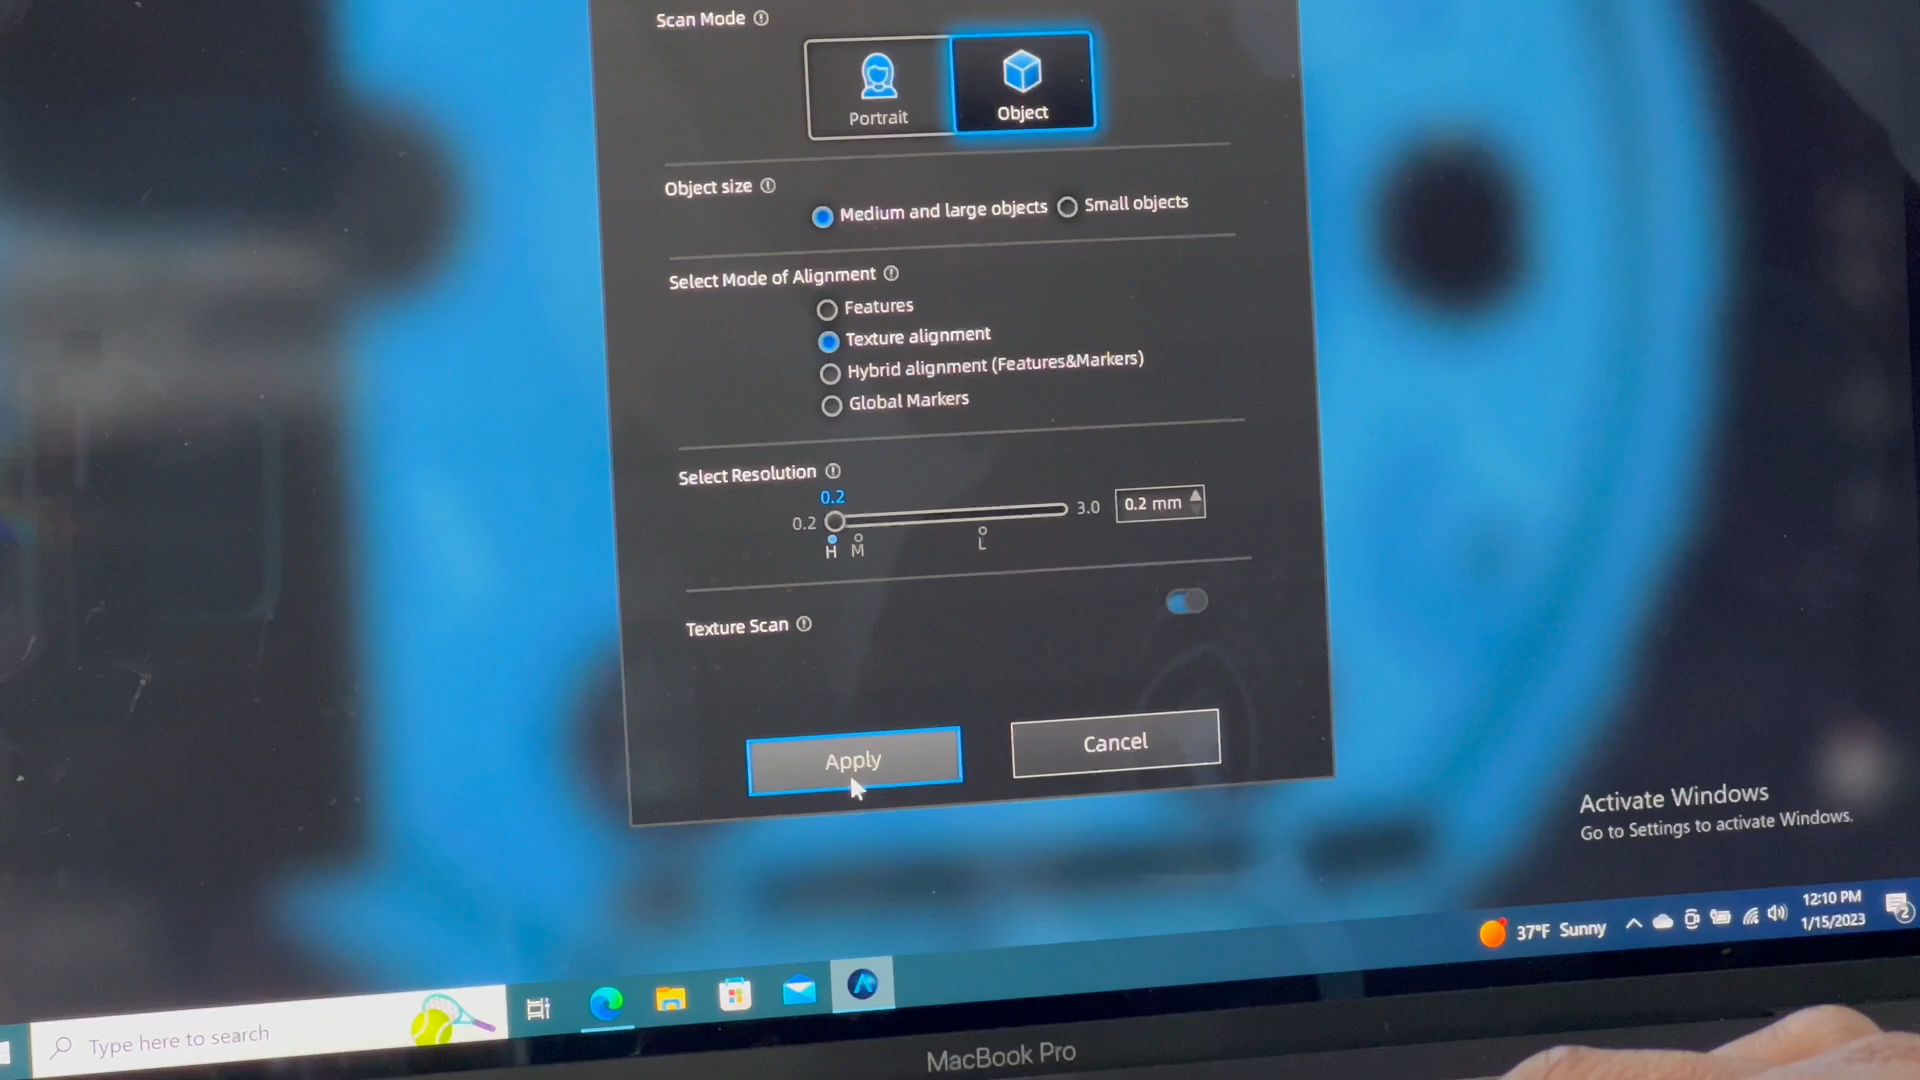 Scan Mode
Portrait
Object
Object size
Medium and large objects
Small objects
Select Mode of Alignment
Features
Texture alignment
Hybrid alignment (Features&Markers)
Global Markers
Select Resolution
0.2
0.2
3.0
0.2 mm
H M L
Texture Scan
Apply
Cancel
Activate Windows
Go to Settings to activate Windows.
37°F Sunny
12:10 PM
1/15/2023
2
Type here to search
MacBook Pro